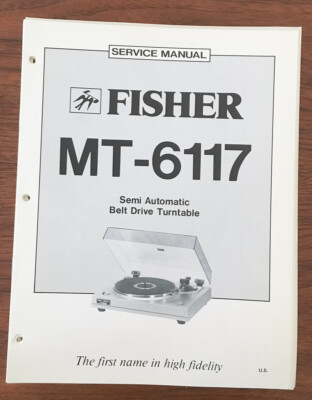 SERVICE MANUAL
FISHER
MT-6117
Semi Automatic
Belt Drive Turntable
The first name in high fidelity
U.S.